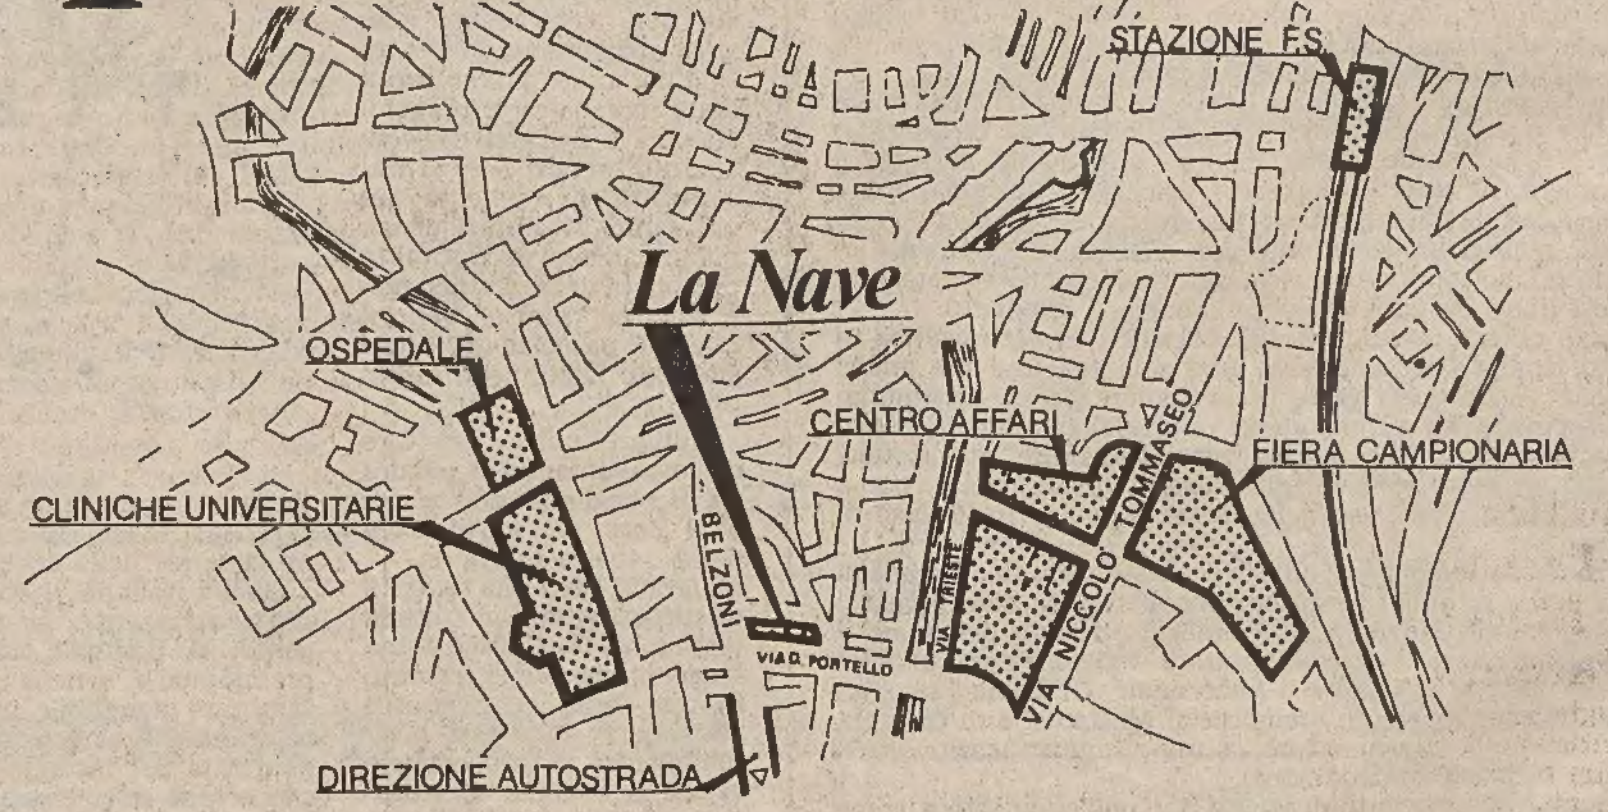 STAZIONE F.S.
La Nave
OSPEDALE
CENTRO AFFARI
FIERA CAMPIONARIA
CLINICHE UNIVERSITARIE
BELZONI
VIA TRIESTE
VIA NICCOLO TOMMASEO
VIA D. PORTELLO
DIREZIONE AUTOSTRADA